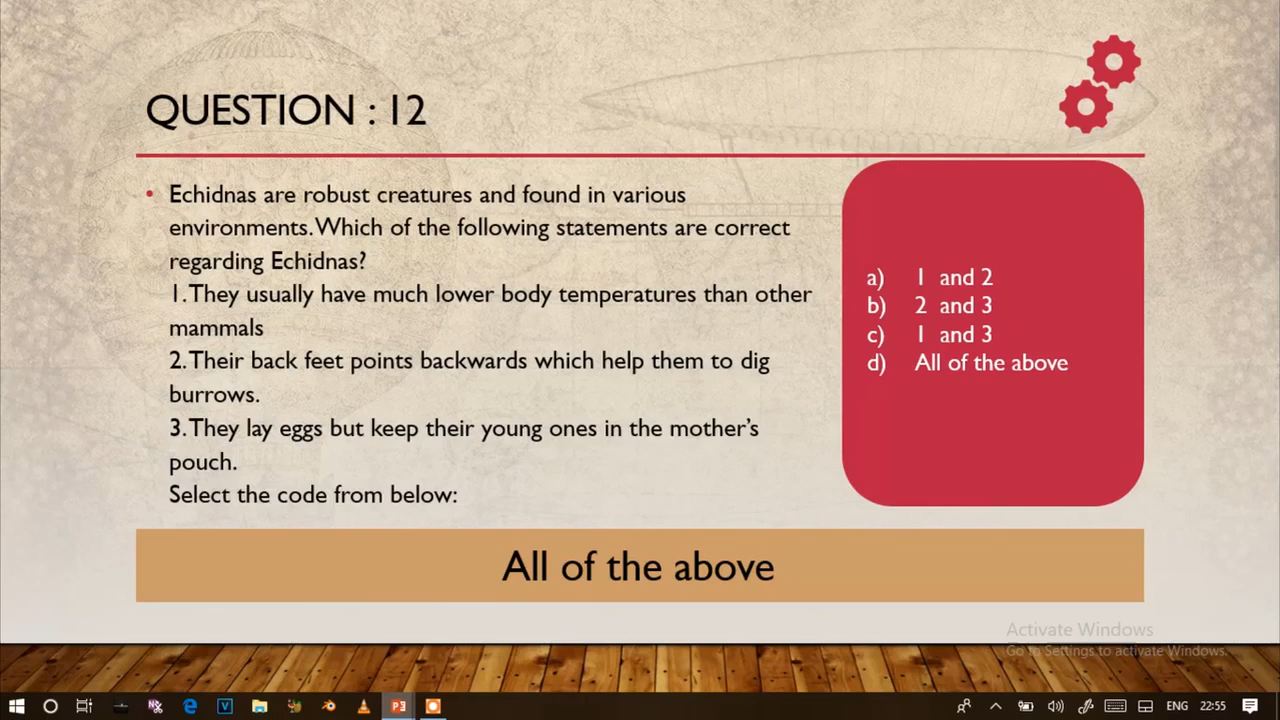 QUESTION : 12
• Echidnas are robust creatures and found in various
environments. Which of the following statements are correct
regarding Echidnas?
1. They usually have much lower body temperatures than other
mammals
2. Their back feet points backwards which help them to dig
burrows.
3. They lay eggs but keep their young ones in the mother’s
pouch.
Select the code from below:
a) 1 and 2
b) 2 and 3
c) 1 and 3
d) All of the above
All of the above
Activate Windows
Go to Settings to activate Windows.
ENG 22:55